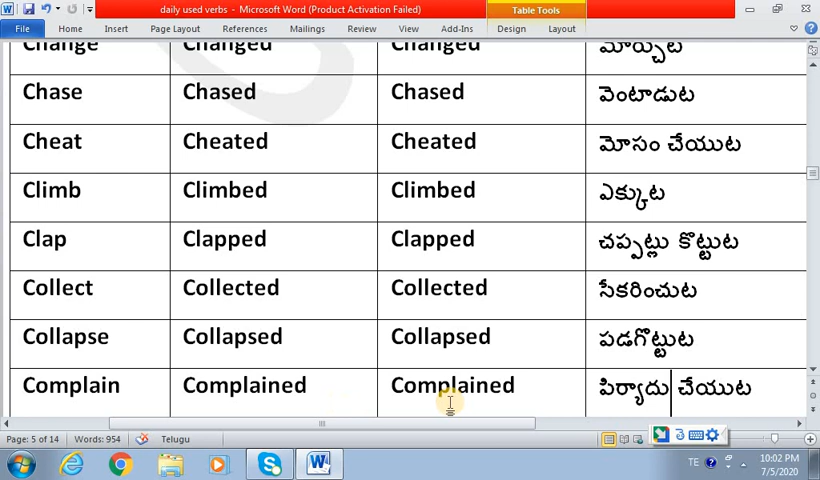 daily used verbs - Microsoft Word (Product Activation Failed) Table Tools
File Home Insert Page Layout References Mailings Review View Add-Ins Design Layout
Change Changed Changed మార్చుట
Chase Chased Chased వెంటాడుట
Cheat Cheated Cheated మోసం చేయుట
Climb Climbed Climbed ఎక్కుట
Clap Clapped Clapped చప్పట్లు కొట్టుట
Collect Collected Collected సేకరించుట
Collapse Collapsed Collapsed పడగొట్టుట
Complain Complained Complained పిర్యాదు చేయుట
Page: 5 of 14 Words: 954 Telugu
TE 10:02 PM
7/5/2020